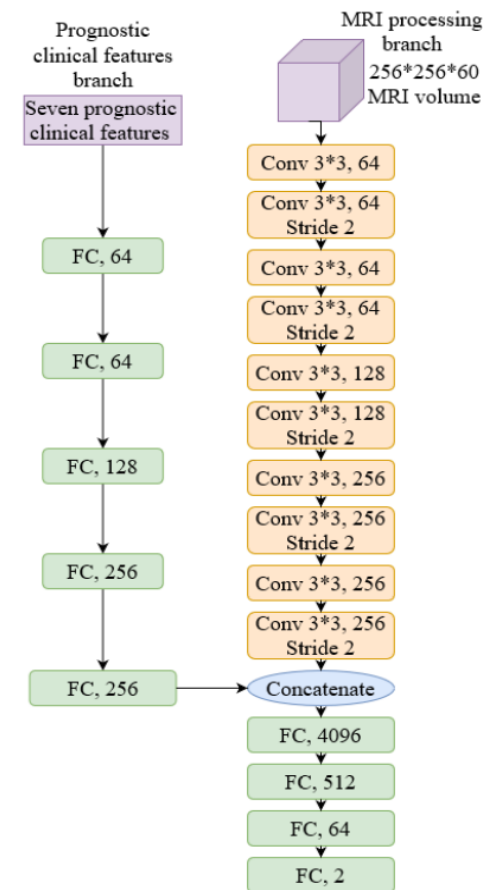 Prognostic
clinical features
branch
Seven prognostic
clinical features
FC, 64
FC, 64
FC, 128
FC, 256
FC, 256
MRI processing
branch
256*256*60
MRI volume
Conv 3*3, 64
Conv 3*3, 64
Stride 2
Conv 3*3, 64
Conv 3*3, 64
Stride 2
Conv 3*3, 128
Conv 3*3, 128
Stride 2
Conv 3*3, 256
Conv 3*3, 256
Stride 2
Conv 3*3, 256
Conv 3*3, 256
Stride 2
Concatenate
FC, 4096
FC, 512
FC, 64
FC, 2